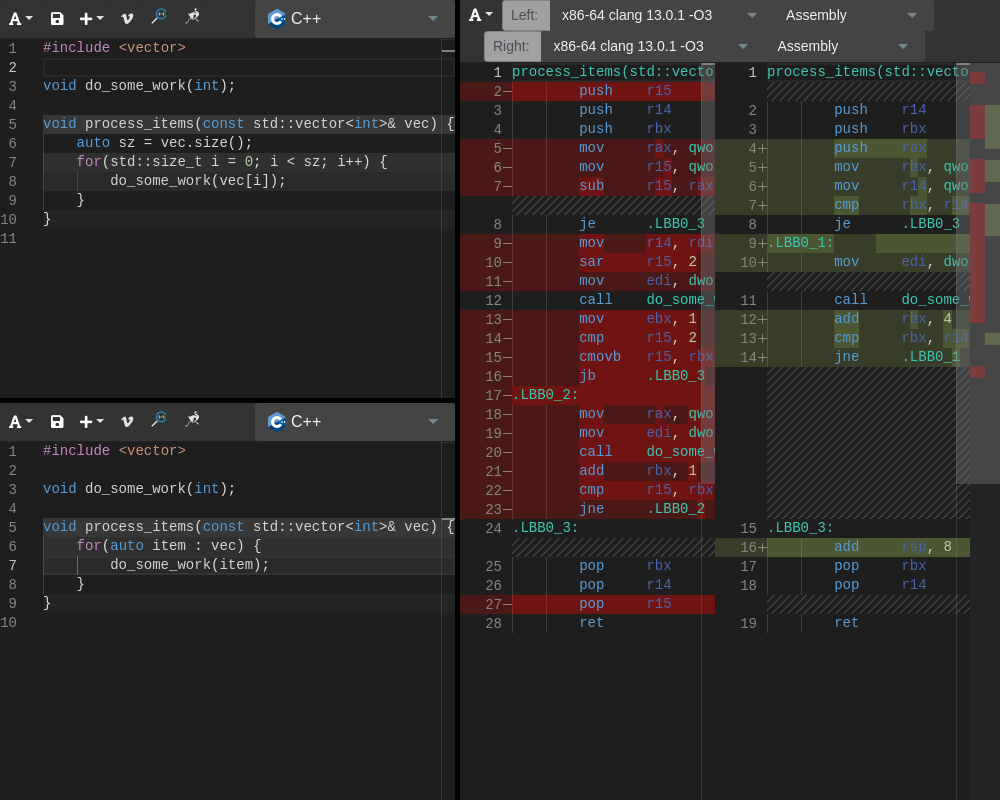 A
C++
1 #include <vector>
2
3 void do_some_work(int);
4
5 void process_items(const std::vector<int>& vec) {
6     auto sz = vec.size();
7     for(std::size_t i = 0; i < sz; i++) {
8         do_some_work(vec[i]);
9     }
10 }
11
A
C++
1 #include <vector>
2
3 void do_some_work(int);
4
5 void process_items(const std::vector<int>& vec) {
6     for(auto item : vec) {
7         do_some_work(item);
8     }
9 }
10
A Left: x86-64 clang 13.0.1 -O3 Assembly
Right: x86-64 clang 13.0.1 -O3 Assembly
1 process_items(std::vecto
2— push r15
3 push r14
4 push rbx
5— mov rax, qwo
6— mov r15, qwo
7— sub r15, rax
8 je .LBB0_3
9— mov r14, rdi
10— sar r15, 2
11— mov edi, dwo
12 call do_some_
13— mov ebx, 1
14— cmp r15, 2
15— cmovb r15, rbx
16— jb .LBB0_3
17— .LBB0_2:
18— mov rax, qwo
19— mov edi, dwo
20— call do_some_
21— add rbx, 1
22— cmp r15, rbx
23— jne .LBB0_2
24 .LBB0_3:
25 pop rbx
26 pop r14
27— pop r15
28 ret
1 process_items(std::vecto
2 push r14
3 push rbx
4+ push rax
5+ mov rbx, qwo
6+ mov r14, qwo
7+ cmp rbx, r14
8 je .LBB0_3
9+ .LBB0_1:
10+ mov edi, dwo
11 call do_some_
12+ add rbx, 4
13+ cmp rbx, r14
14+ jne .LBB0_1
15 .LBB0_3:
16+ add rsp, 8
17 pop rbx
18 pop r14
19 ret